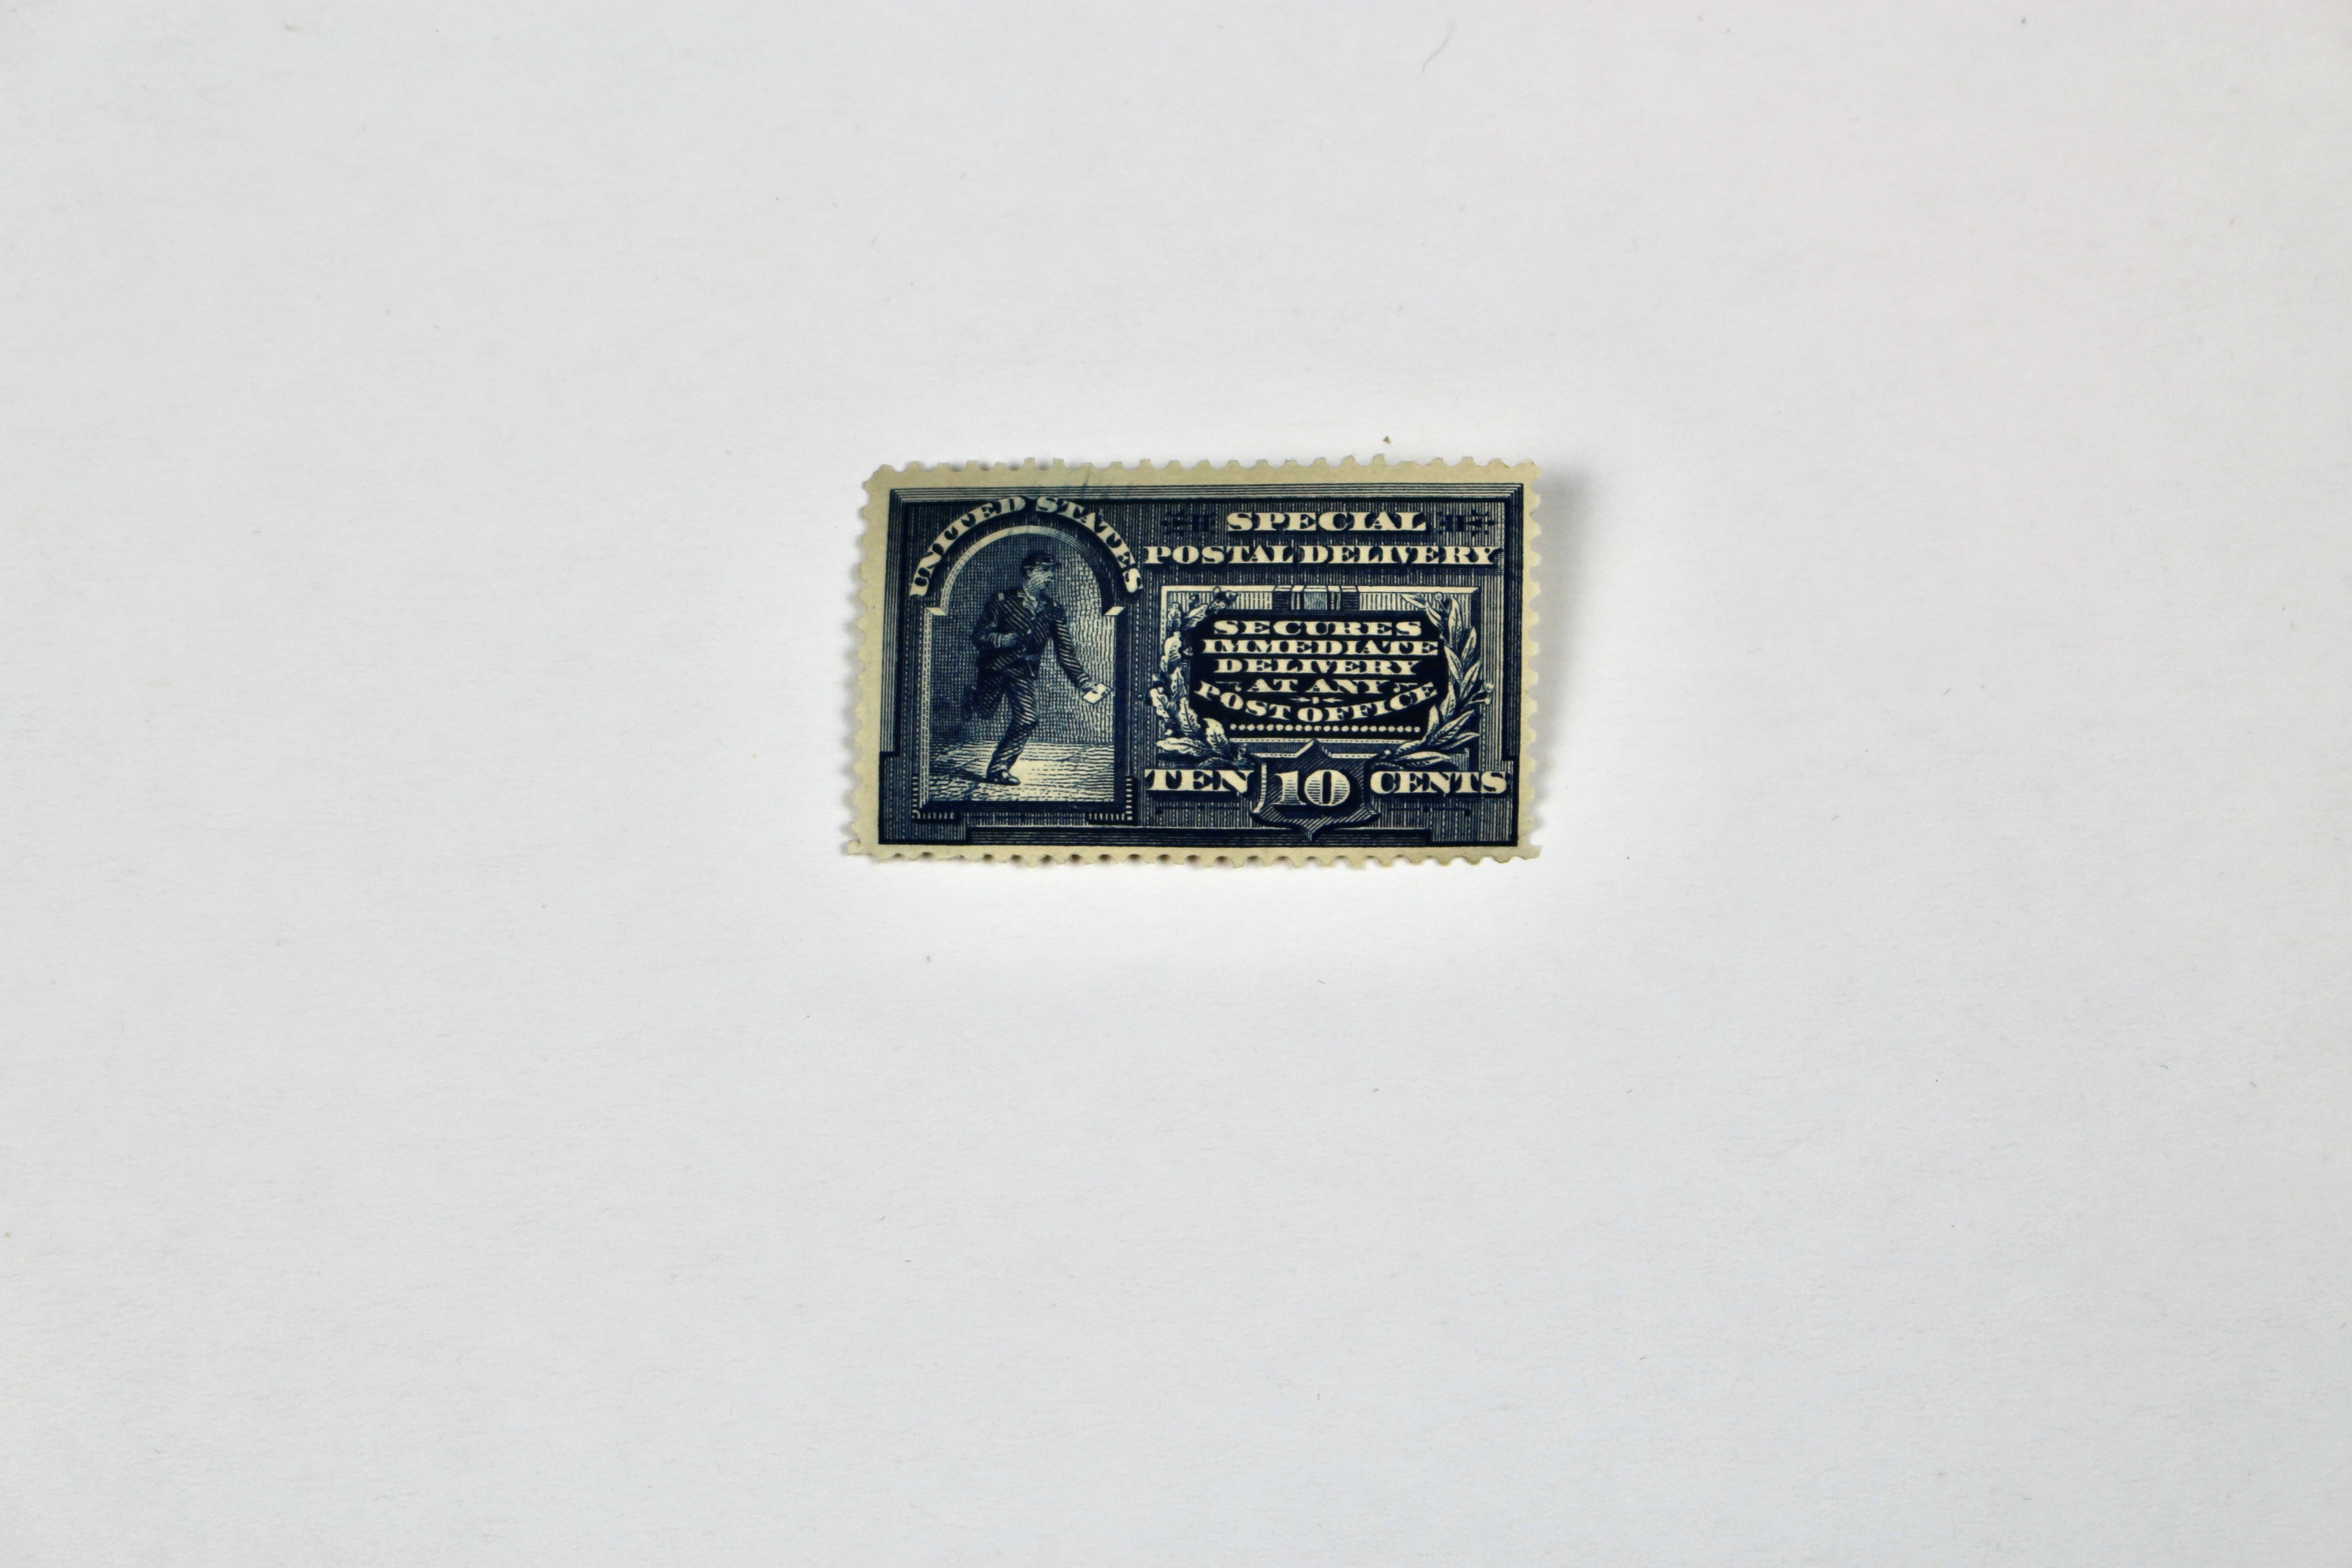 UNITED STATES
SPECIAL
POSTAL DELIVERY
SECURES
IMMEDIATE
DELIVERY
AT ANY
POST OFFICE
TEN 10 CENTS